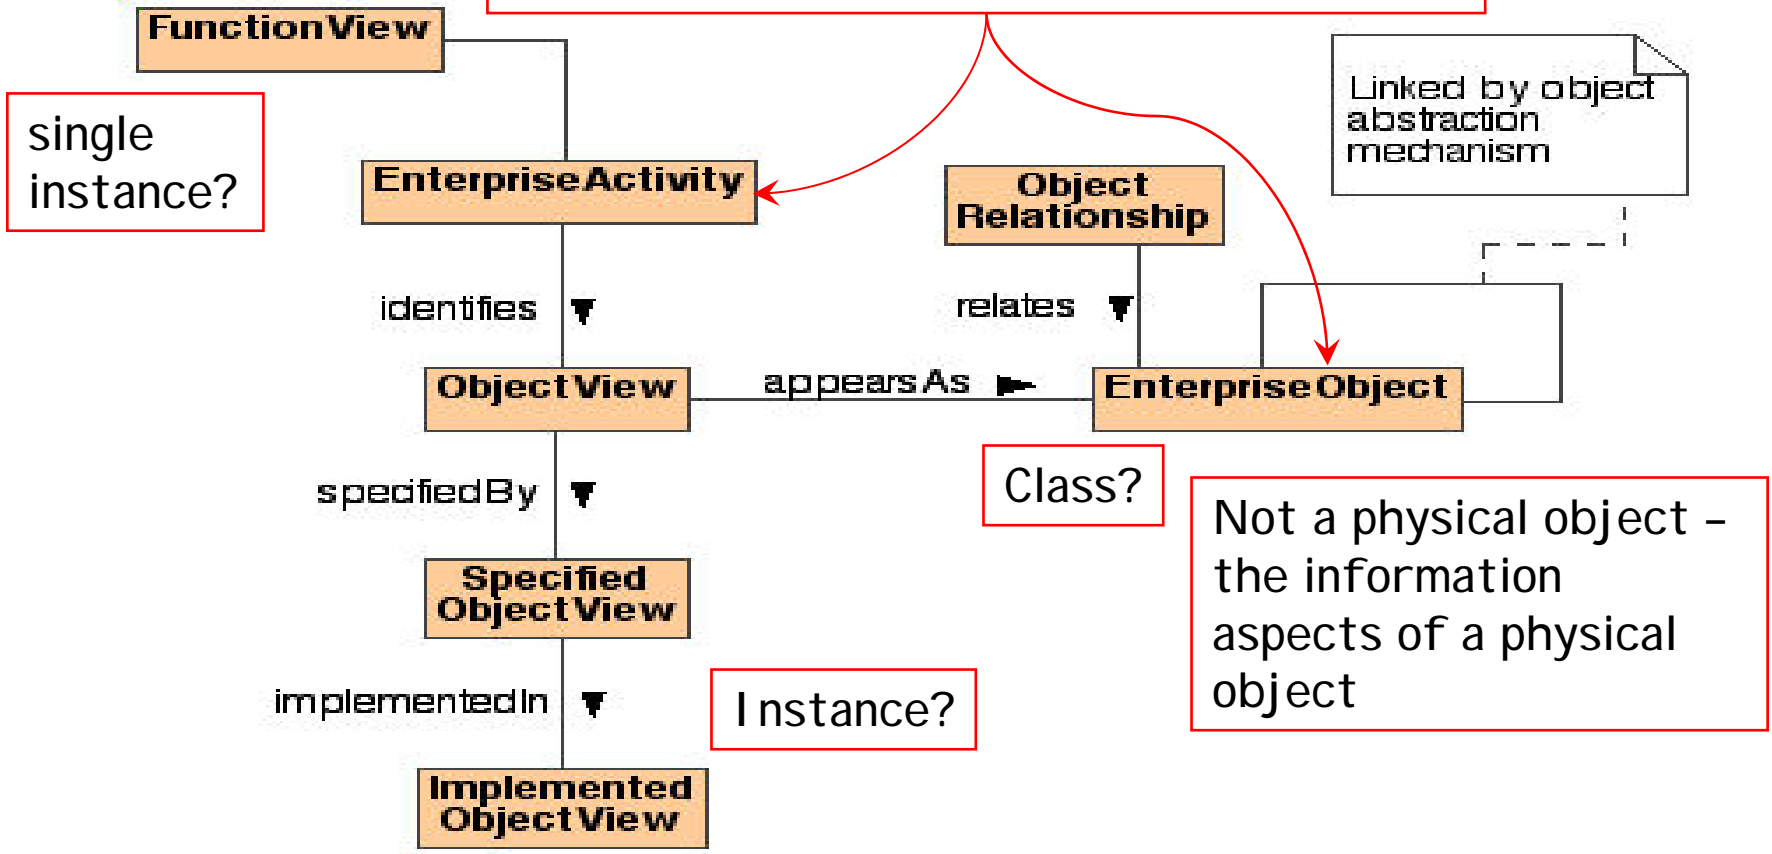 FunctionView
single
instance?
Linked by object
abstraction
mechanism
EnterpriseActivity
Object
Relationship
identifies
relates
ObjectView
appearsAs
EnterpriseObject
specifiedBy
Class?
Not a physical object –
the information
aspects of a physical
object
Specified
ObjectView
implementedIn
Instance?
Implemented
ObjectView